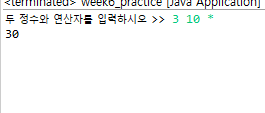 <terminated> week6_practice [Java Application]
두 정수와 연산자를 입력하시오 >> 3 10 *
30